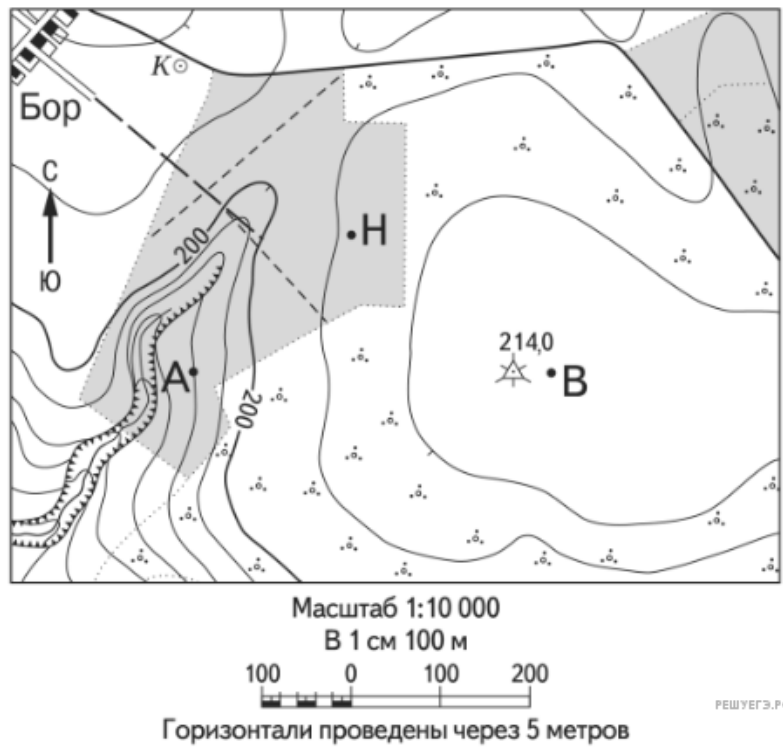 К
Бор
С
Ю
200
Н
А
200
214,0
В
Масштаб 1:10 000
В 1 см 100 м
100 0 100 200
Горизонтали проведены через 5 метров